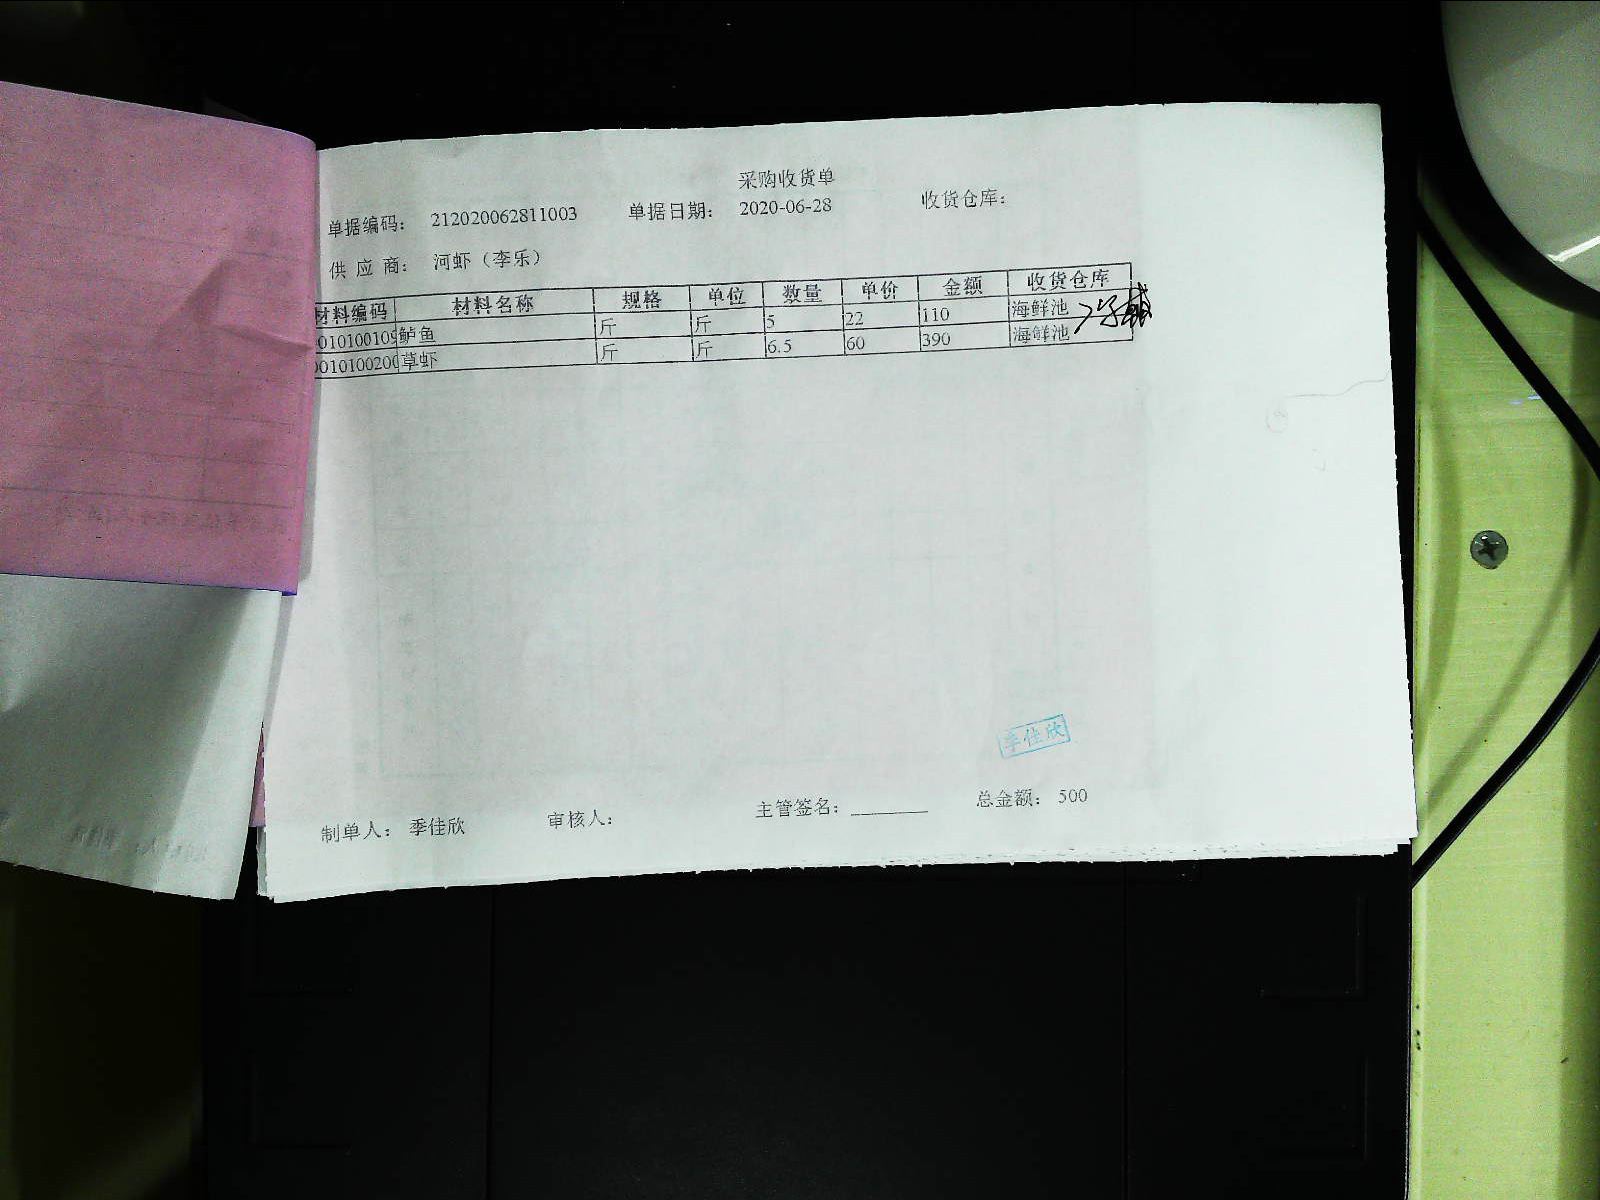 采购收货单
单据编码： 212020062811003 单据日期： 2020-06-28 收货仓库：
供 应 商： 河虾（李乐）
材料编码 材料名称 规格 单位 数量 单价 金额 收货仓库
鲈鱼 斤 斤 5 22 110 海鲜池
草虾 斤 斤 6.5 60 390 海鲜池
季佳欣
制单人： 季佳欣 审核人： 主管签名：________ 总金额： 500